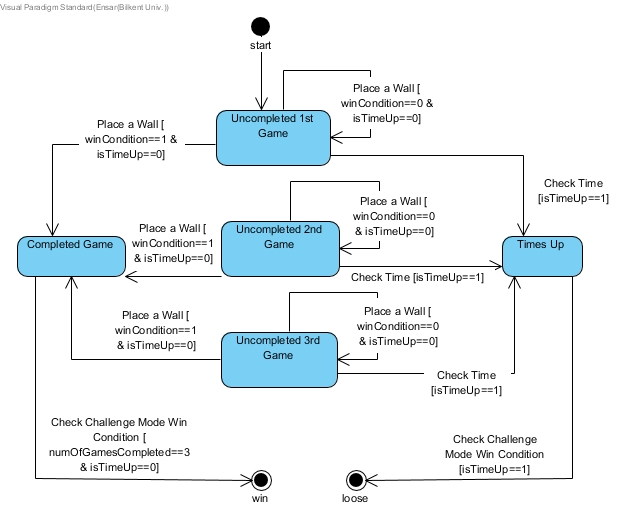 Visual Paradigm Standard(Ensar(Bilkent Univ.))
start
Place a Wall [
winCondition==0 &
isTimeUp==0]
Uncompleted 1st
Game
Place a Wall [
winCondition==1 &
isTimeUp==0]
Check Time
[isTimeUp==1]
Place a Wall [
winCondition==0
& isTimeUp==0]
Uncompleted 2nd
Game
Place a Wall [
winCondition==1
& isTimeUp==0]
Completed Game
Times Up
Check Time [isTimeUp==1]
Place a Wall [
winCondition==0
& isTimeUp==0]
Place a Wall [
winCondition==1
& isTimeUp==0]
Uncompleted 3rd
Game
Check Time
[isTimeUp==1]
Check Challenge Mode Win
Condition [
numOfGamesCompleted==3
& isTimeUp==0]
Check Challenge
Mode Win Condition
[isTimeUp==1]
win
loose